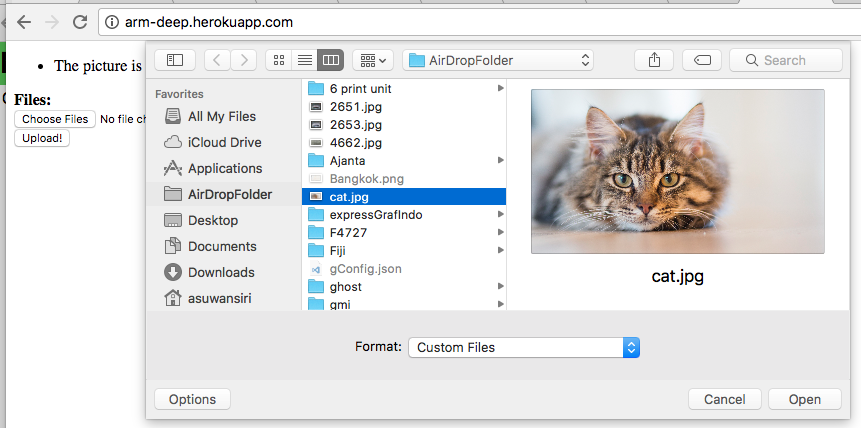 arm-deep.herokuapp.com
The picture is
Files:
Choose Files No file ch
Upload!
AirDropFolder
Search
Favorites
All My Files
iCloud Drive
Applications
AirDropFolder
Desktop
Documents
Downloads
asuwansiri
6 print unit
2651.jpg
2653.jpg
4662.jpg
Ajanta
Bangkok.png
cat.jpg
expressGrafIndo
F4727
Fiji
gConfig.json
ghost
gmi
cat.jpg
Format: Custom Files
Options
Cancel
Open